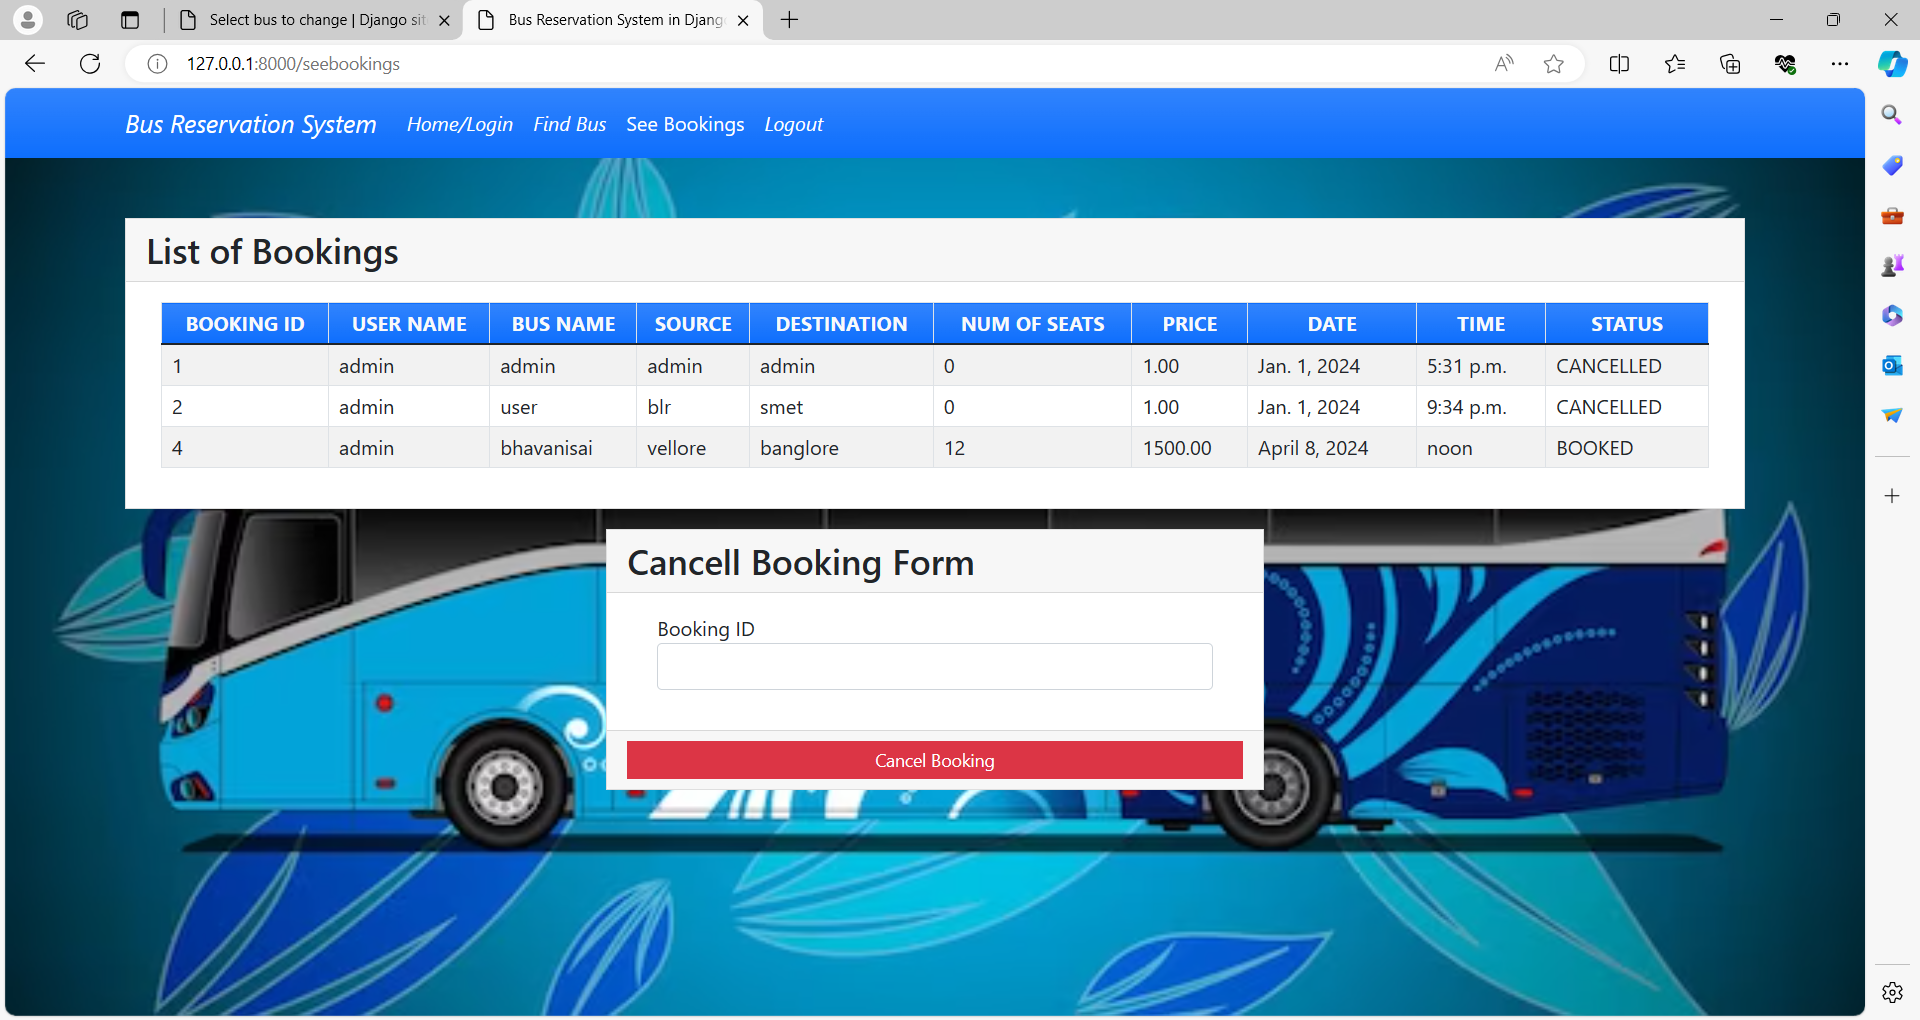 Select bus to change | Django sit
Bus Reservation System in Djang
127.0.0.1:8000/seebookings
Bus Reservation System Home/Login Find Bus See Bookings Logout
List of Bookings
BOOKING ID USER NAME BUS NAME SOURCE DESTINATION NUM OF SEATS PRICE DATE TIME STATUS
1 admin admin admin admin 0 1.00 Jan. 1, 2024 5:31 p.m. CANCELLED
2 admin user blr smet 0 1.00 Jan. 1, 2024 9:34 p.m. CANCELLED
4 admin bhavanisai vellore banglore 12 1500.00 April 8, 2024 noon BOOKED
Cancell Booking Form
Booking ID
Cancel Booking